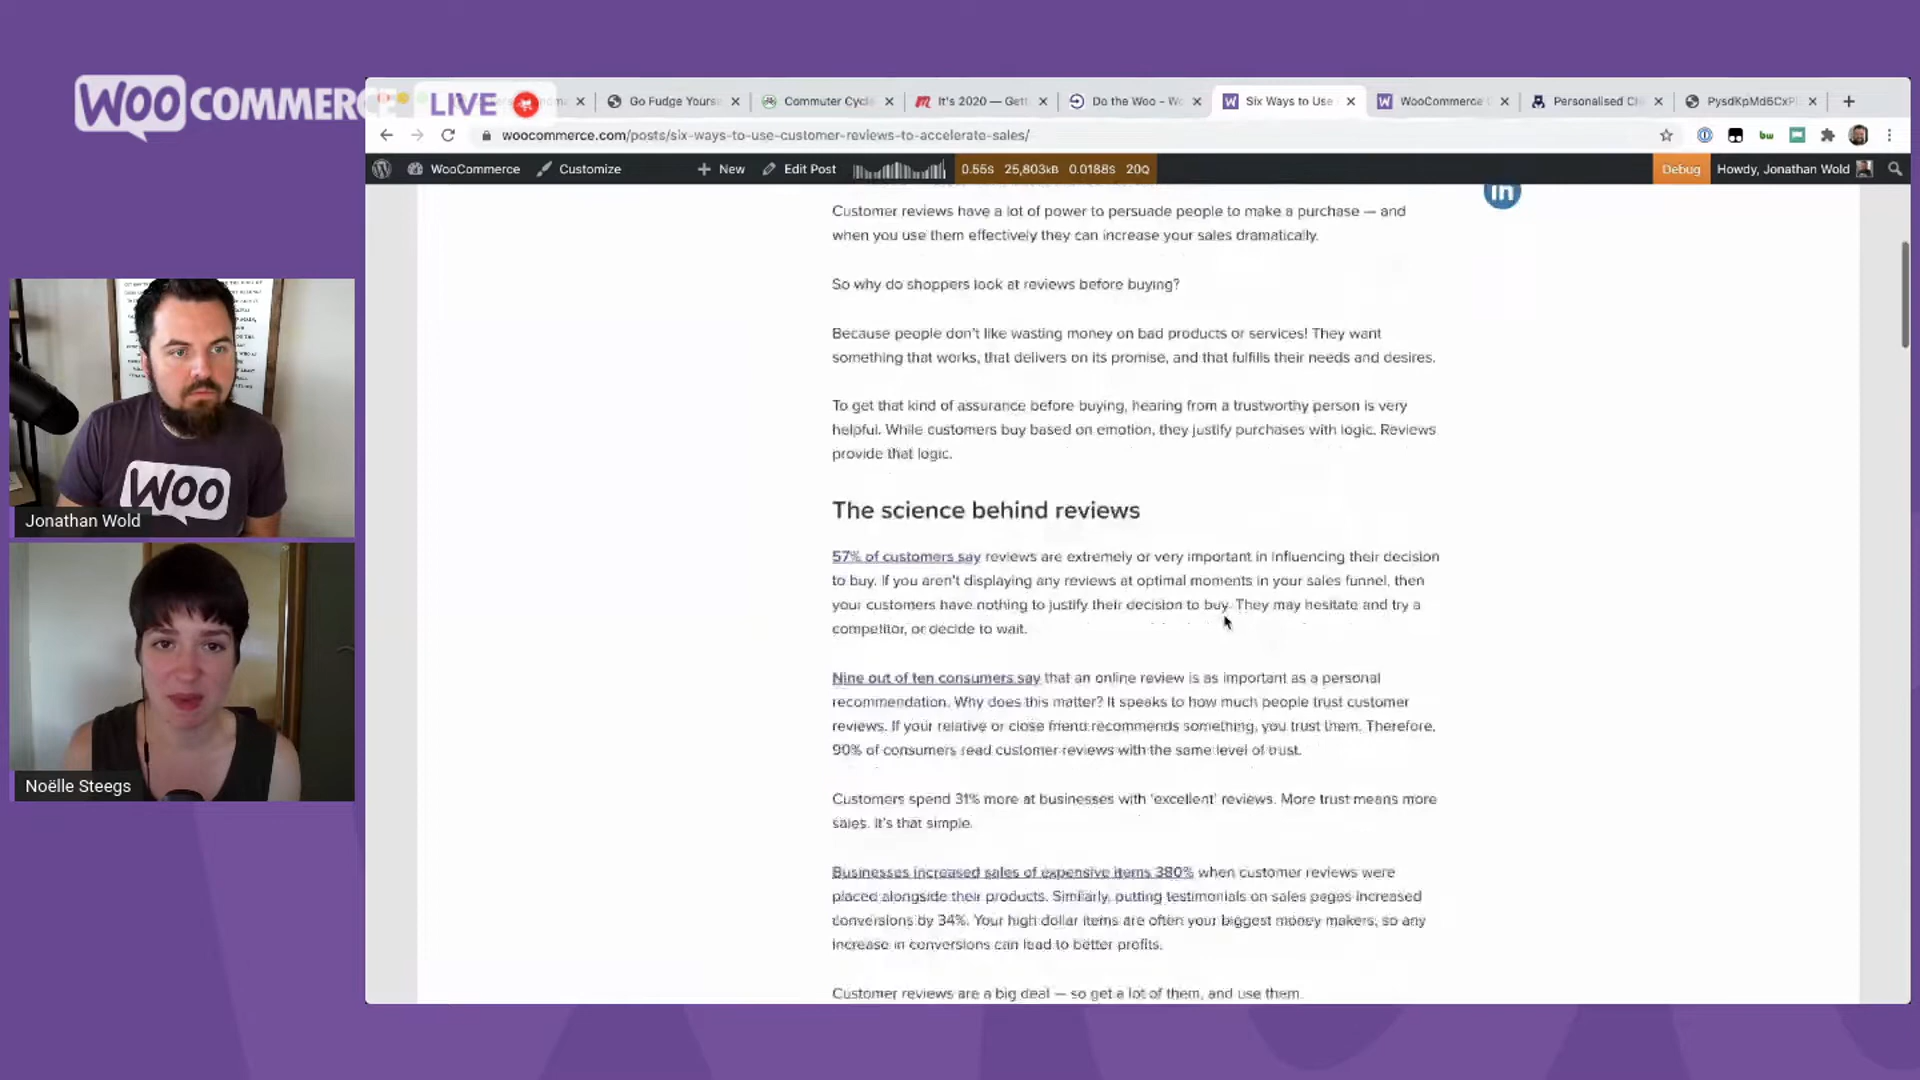 WOO COMMERCE LIVE
Go Fudge Yourse
Commuter Cycl
It's 2020 — Gett
Do the Woo – Wo
Six Ways to Use
WooCommerce
Personalised Ch
PysdKpMd6CxP
woocommerce.com/posts/six-ways-to-use-customer-reviews-to-accelerate-sales/
WooCommerce Customize New Edit Post 0.55S 25,803KB 0.0188S 20Q Debug Howdy, Jonathan Wold
in
Customer reviews have a lot of power to persuade people to make a purchase — and
when you use them effectively they can increase your sales dramatically.
So why do shoppers look at reviews before buying?
Because people don't like wasting money on bad products or services! They want
something that works, that delivers on its promise, and that fulfills their needs and desires.
To get that kind of assurance before buying, hearing from a trustworthy person is very
helpful. While customers buy based on emotion, they justify purchases with logic. Reviews
provide that logic.
The science behind reviews
57% of customers say reviews are extremely or very important in influencing their decision
to buy. If you aren't displaying any reviews at optimal moments in your sales funnel, then
your customers have nothing to justify their decision to buy. They may hesitate and try a
competitor, or decide to wait.
Nine out of ten consumers say that an online review is as important as a personal
recommendation. Why does this matter? It speaks to how much people trust customer
reviews. If your relative or close friend recommends something, you trust them. Therefore,
90% of consumers read customer reviews with the same level of trust.
Customers spend 31% more at businesses with 'excellent' reviews. More trust means more
sales. It's that simple.
Businesses increased sales of expensive items 380% when customer reviews were
placed alongside their products. Similarly, putting testimonials on sales pages increased
conversions by 34%. Your high dollar items are often your biggest money makers, so any
increase in conversions can lead to better profits.
Customer reviews are a big deal — so get a lot of them, and use them.
WOO
Jonathan Wold
Noëlle Steegs